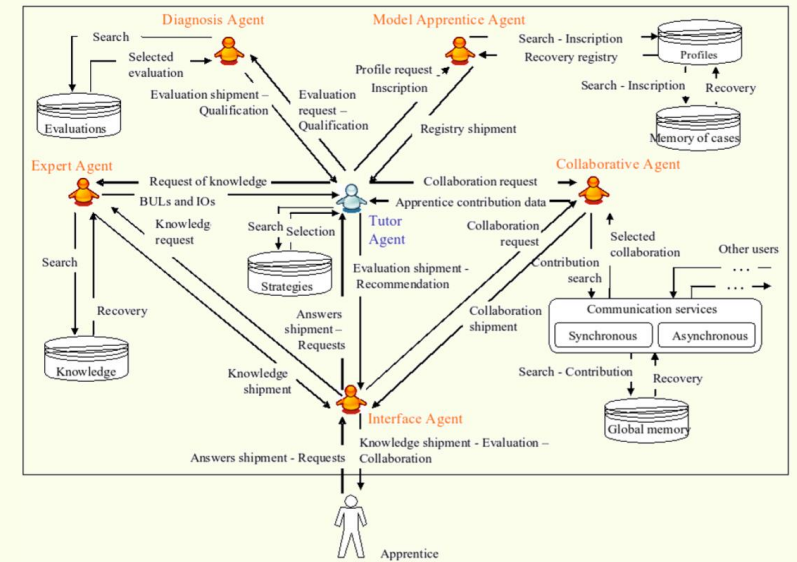 Diagnosis Agent
Model Apprentice Agent
Search
Selected
evaluation
Evaluations
Evaluation shipment –
Qualification
Evaluation
request –
Qualification
Profile request
Inscription
Registry shipment
Search - Inscription
Recovery registry
Profiles
Search - Inscription
Recovery
Memory of cases
Expert Agent
Request of knowledge
BULs and IOs
Knowledg
request
Search
Recovery
Knowledge
Knowledge
shipment
Search
Selection
Strategies
Tutor
Agent
Collaboration request
Apprentice contribution data
Collaborative Agent
Collaboration
request
Selected
collaboration
Contribution
search
Other users
...
...
Evaluation shipment -
Recommendation
Answers
shipment –
Requests
Collaboration
shipment
Communication services
Synchronous
Asynchronous
Search - Contribution
Recovery
Global memory
Interface Agent
Answers shipment - Requests
Knowledge shipment - Evaluation –
Collaboration
Apprentice